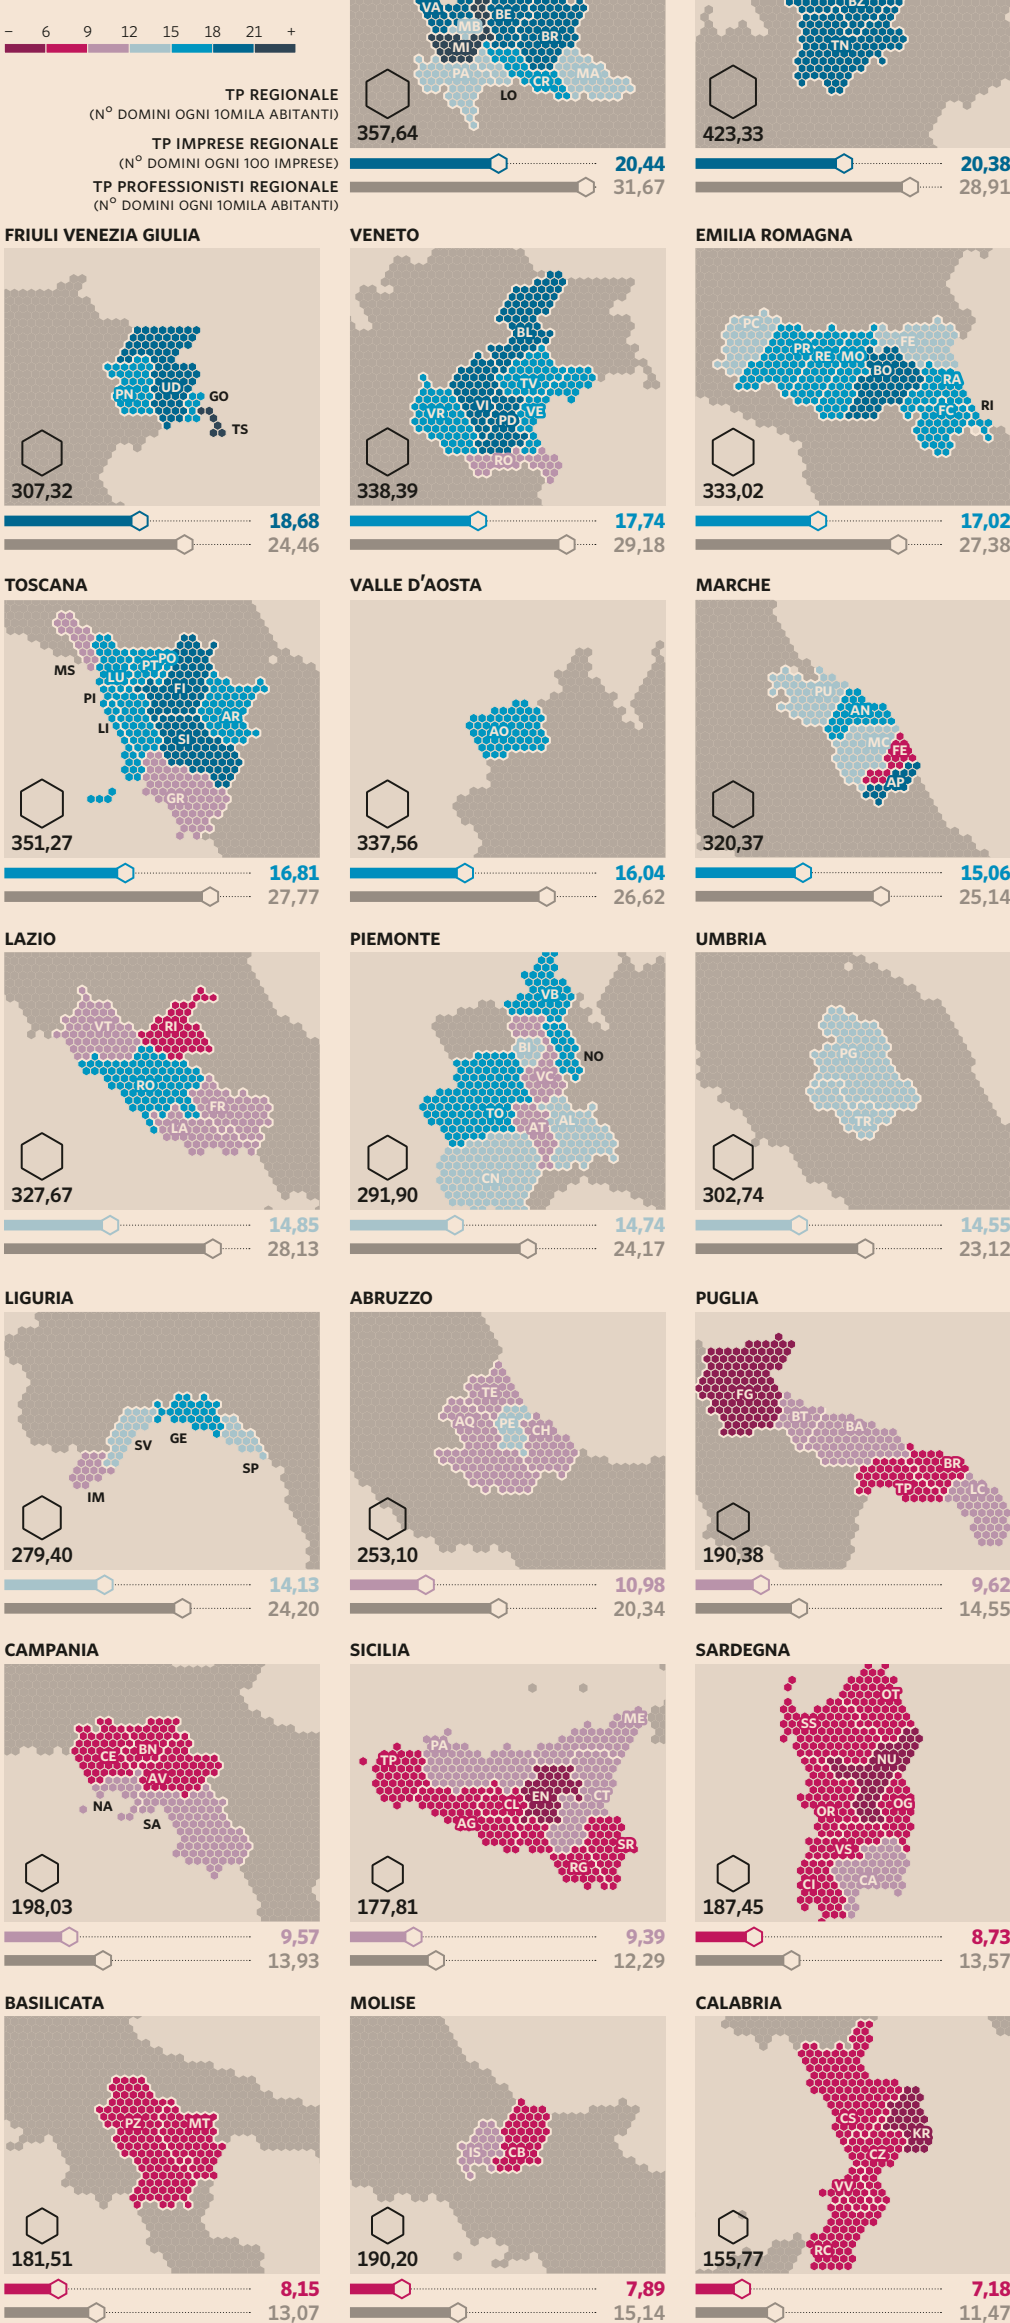 − 6 9 12 15 18 21 +
TP REGIONALE
(N° DOMINI OGNI 10MILA ABITANTI)
TP IMPRESE REGIONALE
(N° DOMINI OGNI 100 IMPRESE)
TP PROFESSIONISTI REGIONALE
(N° DOMINI OGNI 10MILA ABITANTI)
VA
BE
MB
BR
MI
PA
CR
MA
LO
357,64
20,44
31,67
BZ
TN
423,33
20,38
28,91
FRIULI VENEZIA GIULIA
UD
PN
GO
TS
307,32
18,68
24,46
VENETO
BL
TV
VI
VE
VR
PD
RO
338,39
17,74
29,18
EMILIA ROMAGNA
PC
FE
PR
RE
MO
BO
RA
FC
RI
333,02
17,02
27,38
TOSCANA
MS
PO
PT
LU
FI
PI
AR
LI
SI
GR
351,27
16,81
27,77
VALLE D'AOSTA
AO
337,56
16,04
26,62
MARCHE
PU
AN
MC
FE
AP
320,37
15,06
25,14
LAZIO
VT
RI
RO
FR
LA
327,67
14,85
28,13
PIEMONTE
VB
BI
NO
VC
TO
AL
AT
CN
291,90
14,74
24,17
UMBRIA
PG
TR
302,74
14,55
23,12
LIGURIA
SV
GE
SP
IM
279,40
14,13
24,20
ABRUZZO
TE
AQ
PE
CH
253,10
10,98
20,34
PUGLIA
FG
BT
BA
BR
TP
LC
190,38
9,62
14,55
CAMPANIA
CE
BN
AV
NA
SA
198,03
9,57
13,93
SICILIA
ME
PA
TP
EN
CT
CL
AG
SR
RG
177,81
9,39
12,29
SARDEGNA
OT
SS
NU
OR
OG
VS
CI
CA
187,45
8,73
13,57
BASILICATA
PZ
MT
181,51
8,15
13,07
MOLISE
IS
CB
190,20
7,89
15,14
CALABRIA
CS
KR
CZ
VV
RC
155,77
7,18
11,47